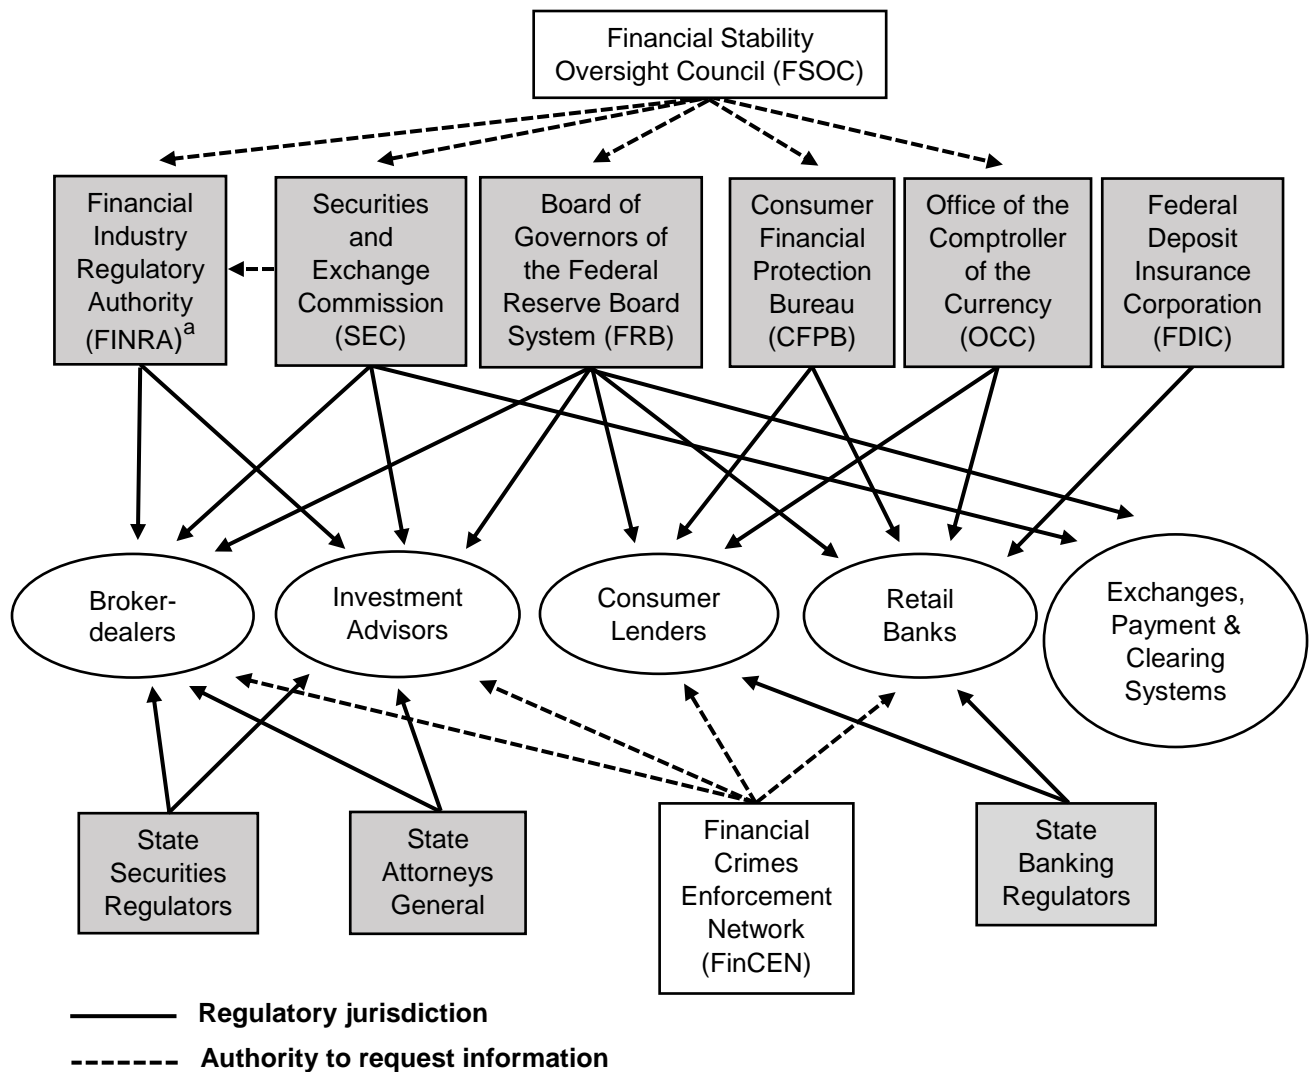 Financial Stability
Oversight Council (FSOC)
Financial
Industry
Regulatory
Authority
(FINRA)a
Securities
and
Exchange
Commission
(SEC)
Board of
Governors of
the Federal
Reserve Board
System (FRB)
Consumer
Financial
Protection
Bureau
(CFPB)
Office of the
Comptroller
of the
Currency
(OCC)
Federal
Deposit
Insurance
Corporation
(FDIC)
Broker-
dealers
Investment
Advisors
Consumer
Lenders
Retail
Banks
Exchanges,
Payment &
Clearing
Systems
State
Securities
Regulators
State
Attorneys
General
Financial
Crimes
Enforcement
Network
(FinCEN)
State
Banking
Regulators
Regulatory jurisdiction
Authority to request information